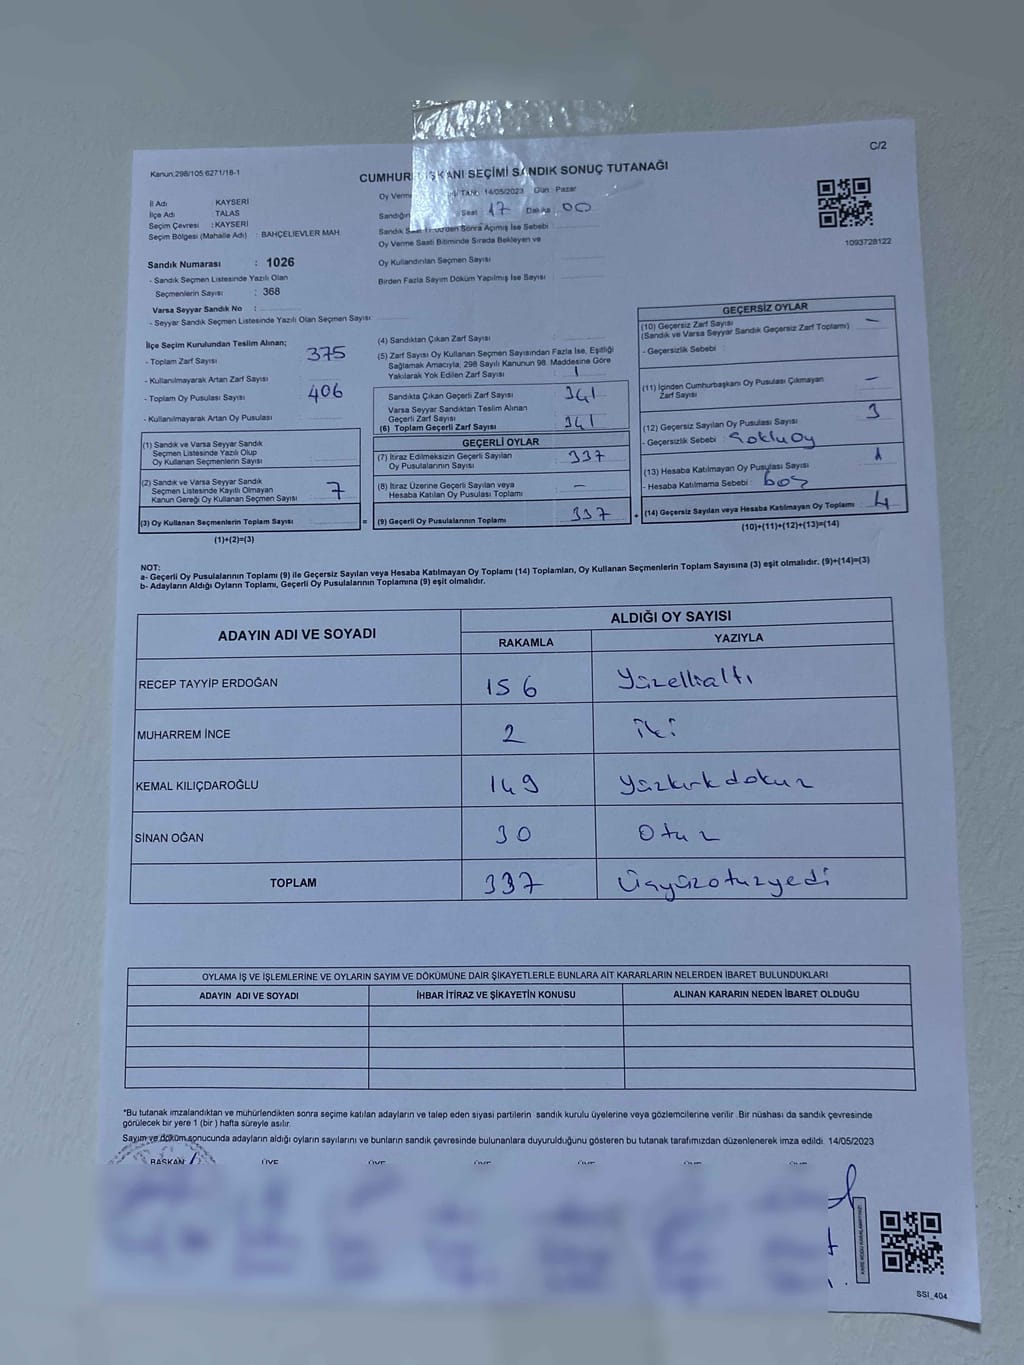 C/2
Kanun:298/105,6271/18-1
CUMHUR KANI SEÇİMİ SANDIK SONUÇ TUTANAĞI
İl Adı : KAYSERİ
İlçe Adı : TALAS
Seçim Çevresi : KAYSERİ
Seçim Bölgesi (Mahalle Adı) : BAHÇELİEVLER MAH
Oy Verme 14/05/2023 Gün : Pazar
Sandığın Saat 17 Dakika 00
den Sonra Açılmış İse Sebebi :
Oy Verme Saati Bitiminde Sırada Bekleyen ve
Oy Kullandırılan Seçmen Sayısı :
Birden Fazla Sayım Döküm Yapılmış İse Sayısı :
1093728122
Sandık Numarası : 1026
- Sandık Seçmen Listesinde Yazılı Olan
Seçmenlerin Sayısı : 368
Varsa Seyyar Sandık No :
- Seyyar Sandık Seçmen Listesinde Yazılı Olan Seçmen Sayısı:
İlçe Seçim Kurulundan Teslim Alınan;
- Toplam Zarf Sayısı : 375
- Kullanılmayarak Artan Zarf Sayısı :
- Toplam Oy Pusulası Sayısı : 406
- Kullanılmayarak Artan Oy Pusulası :
(1) Sandık ve Varsa Seyyar Sandık
Seçmen Listesinde Yazılı Olup
Oy Kullanan Seçmenlerin Sayısı :
(2) Sandık ve Varsa Seyyar Sandık
Seçmen Listesinde Kayıtlı Olmayan
Kanun Gereği Oy Kullanan Seçmen Sayısı : 7
(3) Oy Kullanan Seçmenlerin Toplam Sayısı :
(1)+(2)=(3)
(4) Sandıktan Çıkan Zarf Sayısı :
(5) Zarf Sayısı Oy Kullanan Seçmen Sayısından Fazla İse, Eşitliği
Sağlamak Amacıyla, 298 Sayılı Kanunun 98. Maddesine Göre
Yakılarak Yok Edilen Zarf Sayısı :
Sandıkta Çıkan Geçerli Zarf Sayısı : 341
Varsa Seyyar Sandıktan Teslim Alınan
Geçerli Zarf Sayısı :
(6) Toplam Geçerli Zarf Sayısı : 341
GEÇERLİ OYLAR
(7) İtiraz Edilmeksizin Geçerli Sayılan
Oy Pusulalarının Sayısı : 337
(8) İtiraz Üzerine Geçerli Sayılan veya
Hesaba Katılan Oy Pusulası Toplamı : –
= (9) Geçerli Oy Pusulalarının Toplamı : 337
GEÇERSİZ OYLAR
(10) Geçersiz Zarf Sayısı : –
(Sandık ve Varsa Seyyar Sandık Geçersiz Zarf Toplamı)
- Geçersizlik Sebebi :
(11) İçinden Cumhurbaşkanı Oy Pusulası Çıkmayan
Zarf Sayısı : –
(12) Geçersiz Sayılan Oy Pusulası Sayısı : 3
- Geçersizlik Sebebi :
(13) Hesaba Katılmayan Oy Pusulası Sayısı : 1
- Hesaba Katılmama Sebebi : boş
+ (14) Geçersiz Sayılan veya Hesaba Katılmayan Oy Toplamı : 4
(10)+(11)+(12)+(13)=(14)
NOT:
a- Geçerli Oy Pusulalarının Toplamı (9) ile Geçersiz Sayılan veya Hesaba Katılmayan Oy Toplamı (14) Toplamları, Oy Kullanan Seçmenlerin Toplam Sayısına (3) eşit olmalıdır. (9)+(14)=(3)
b- Adayların Aldığı Oyların Toplamı, Geçerli Oy Pusulalarının Toplamına (9) eşit olmalıdır.
ADAYIN ADI VE SOYADI
ALDIĞI OY SAYISI
RAKAMLA YAZIYLA
RECEP TAYYİP ERDOĞAN 156 Yüzellialtı
MUHARREM İNCE 2 iki
KEMAL KILIÇDAROĞLU 149 Yüzkırkdokuz
SİNAN OĞAN 30 Otuz
TOPLAM 337 Üçyüzotuzyedi
OYLAMA İŞ VE İŞLEMLERİNE VE OYLARIN SAYIM VE DÖKÜMÜNE DAİR ŞİKAYETLERLE BUNLARA AİT KARARLARIN NELERDEN İBARET BULUNDUKLARI
ADAYIN ADI VE SOYADI İHBAR İTİRAZ VE ŞİKAYETİN KONUSU ALINAN KARARIN NEDEN İBARET OLDUĞU
*Bu tutanak imzalandıktan ve mühürlendikten sonra seçime katılan adayların ve talep eden siyasi partilerin sandık kurulu üyelerine veya gözlemcilerine verilir .Bir nüshası da sandık çevresinde
görülecek bir yere 1 (bir ) hafta süreyle asılır.
Sayım ve döküm sonucunda adayların aldığı oyların sayılarını ve bunların sandık çevresinde bulunanlara duyurulduğunu gösteren bu tutanak tarafımızdan düzenlenerek imza edildi. 14/05/2023
BAŞKAN ÜYE ÜYE ÜYE ÜYE ÜYE ÜYE
SSI_404